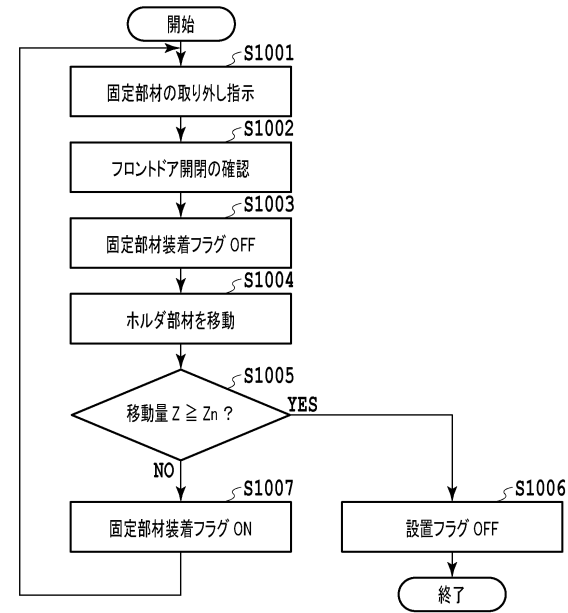 開始
S1001
固定部材の取り外し指示
S1002
フロントドア開閉の確認
S1003
固定部材装着フラグ OFF
S1004
ホルダ部材を移動
S1005
移動量 Z ≧ Zn ?
YES
NO
S1007
固定部材装着フラグ ON
S1006
設置フラグ OFF
終了